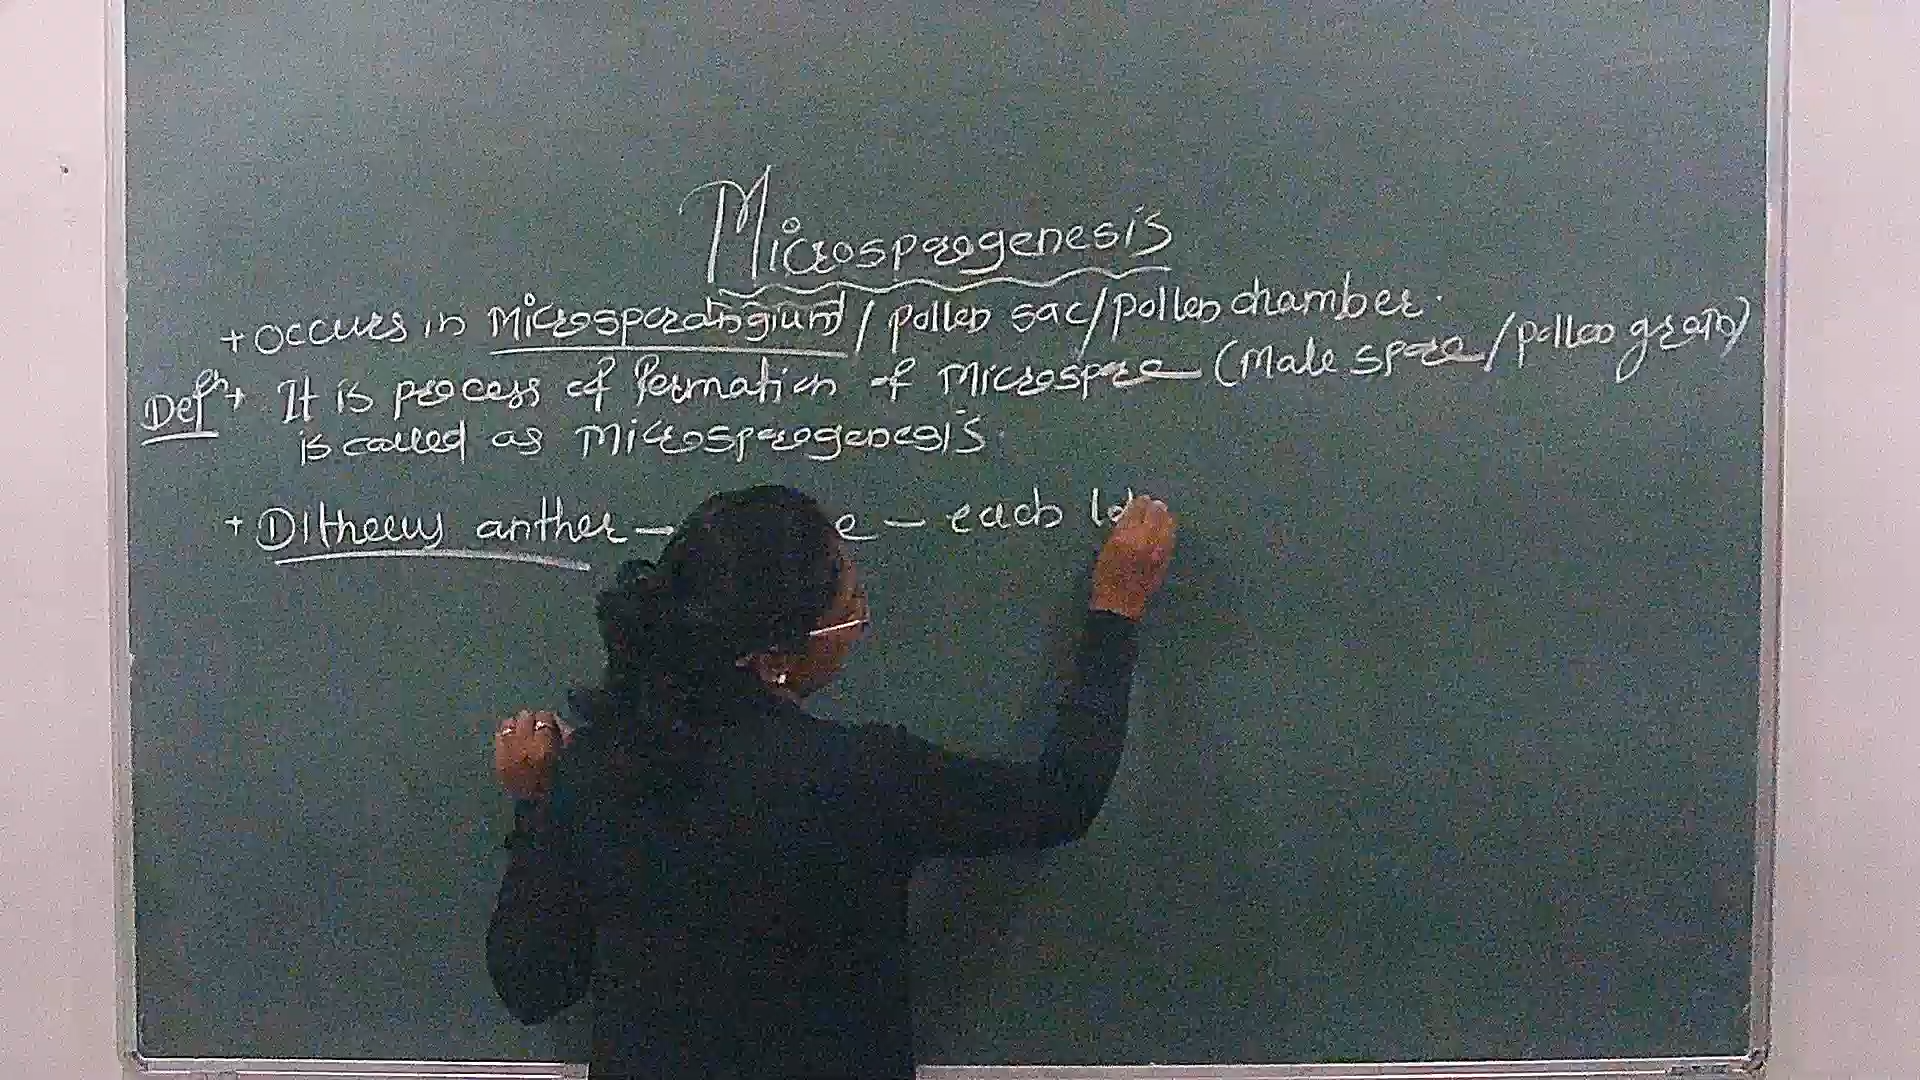 Microsporogenesis
+ Occurs in Microsporangium / pollen sac / pollen chamber.
Defn + It is process of formation of Microspore (Male spore / pollen grain)
is called as Microsporogenesis.
+ Dithecus anther — e — each